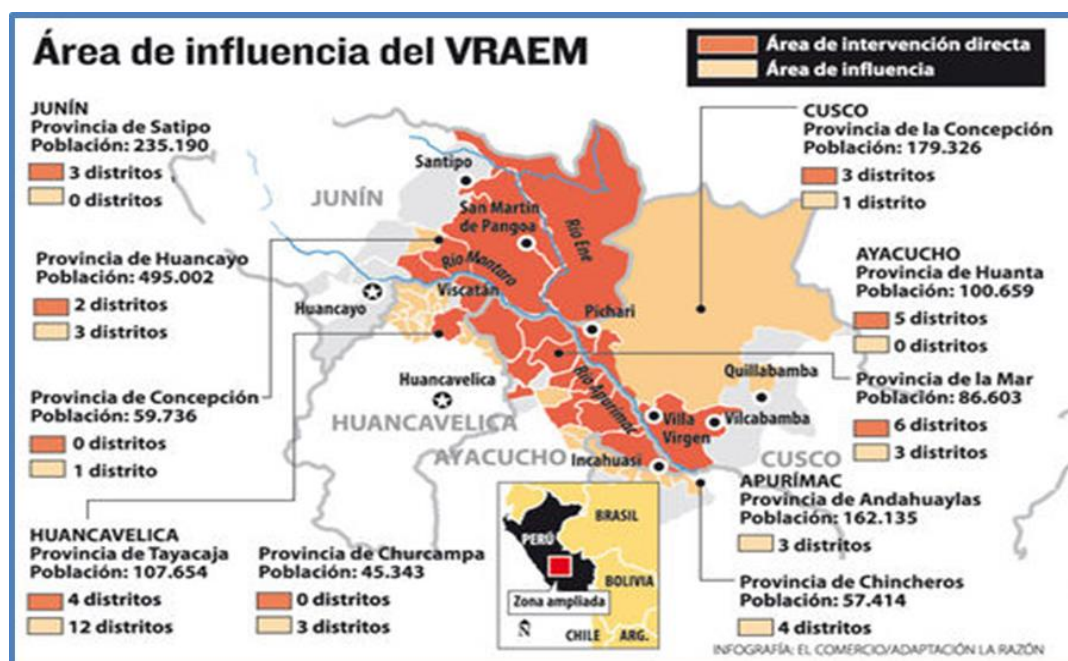 Área de influencia del VRAEM
Área de intervención directa
Área de influencia
JUNÍN
Provincia de Satipo
Población: 235.190
3 distritos
0 distritos
Provincia de Huancayo
Población: 495.002
2 distritos
3 distritos
Provincia de Concepción
Población: 59.736
0 distritos
1 distrito
HUANCAVELICA
Provincia de Tayacaja
Población: 107.654
4 distritos
12 distritos
Provincia de Churcampa
Población: 45.343
0 distritos
3 distritos
CUSCO
Provincia de la Concepción
Población: 179.326
3 distritos
1 distrito
AYACUCHO
Provincia de Huanta
Población: 100.659
5 distritos
0 distritos
Provincia de la Mar
Población: 86.603
6 distritos
3 distritos
APURÍMAC
Provincia de Andahuaylas
Población: 162.135
3 distritos
Provincia de Chincheros
Población: 57.414
4 distritos
Santipo
JUNÍN
San Martín
de Pangoa
Río Ene
Río Montaro
Viscatán
Huancayo
Pichari
Huancavelica
HUANCAVELICA
Río Apurímac
Quillabamba
Villa
Virgen
Vilcabamba
AYACUCHO
Incahuasi
CUSCO
BRASIL
PERÚ
BOLIVIA
Zona ampliada
N
CHILE
ARG.
INFOGRAFÍA: EL COMERCIO/ADAPTACIÓN LA RAZÓN